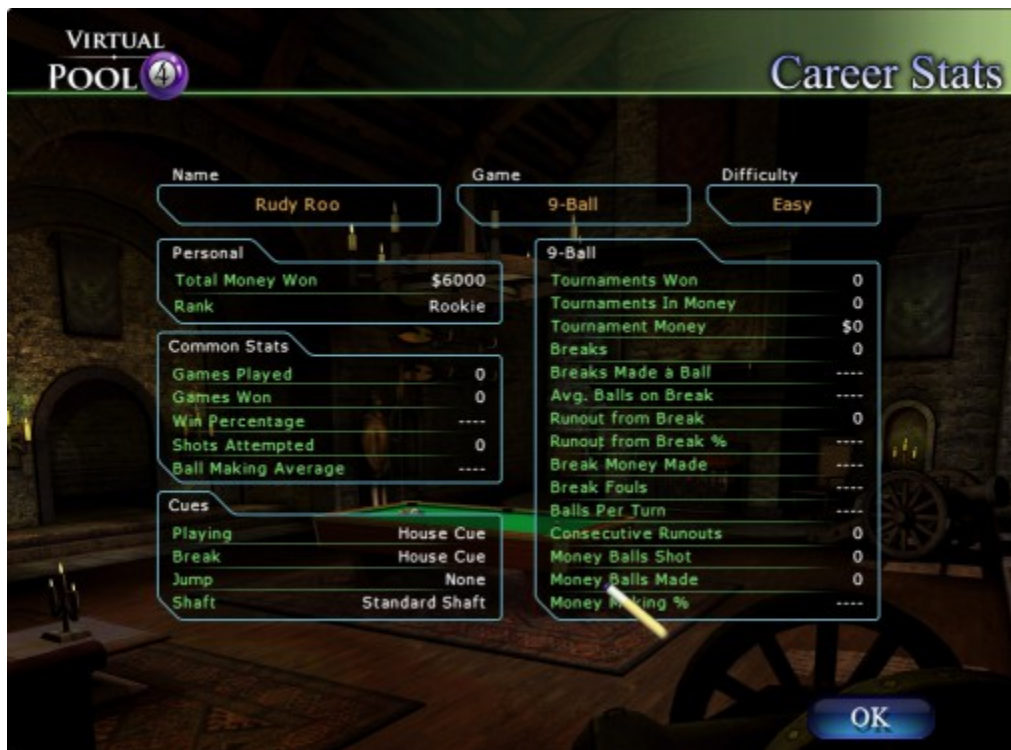 VIRTUAL
POOL 4
Career Stats
Name
Rudy Roo
Game
9-Ball
Difficulty
Easy
Personal
Total Money Won $6000
Rank Rookie
Common Stats
Games Played 0
Games Won 0
Win Percentage ----
Shots Attempted 0
Ball Making Average ----
Cues
Playing House Cue
Break House Cue
Jump None
Shaft Standard Shaft
9-Ball
Tournaments Won 0
Tournaments In Money 0
Tournament Money $0
Breaks 0
Breaks Made a Ball ----
Avg. Balls on Break ----
Runout from Break 0
Runout from Break % ----
Break Money Made ----
Break Fouls ----
Balls Per Turn ----
Consecutive Runouts 0
Money Balls Shot 0
Money Balls Made 0
Money Making % ----
OK